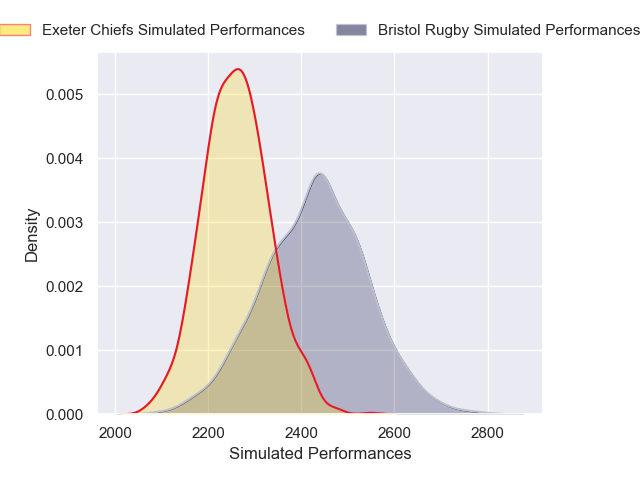 Exeter Chiefs Simulated Performances
Bristol Rugby Simulated Performances
0.005
0.004
0.003
0.002
0.001
0.000
Density
2000
2200
2400
2600
2800
Simulated Performances